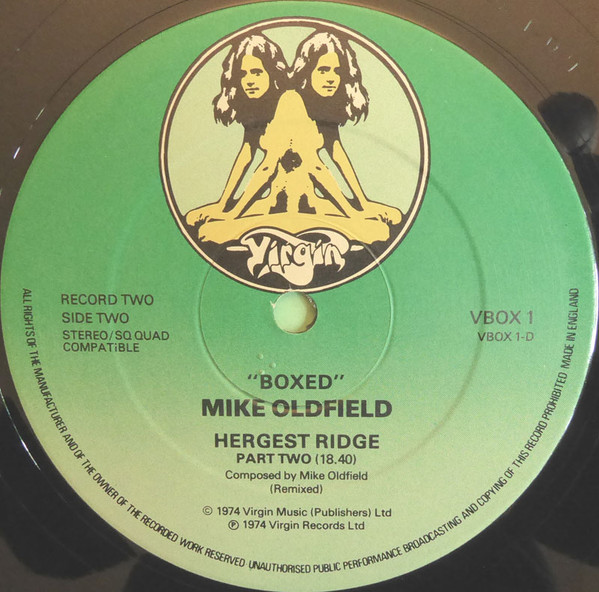 Virgin
RECORD TWO
SIDE TWO
STEREO/SQ QUAD
COMPATiBLE
VBOX 1
VBOX 1-D
"BOXED"
MIKE OLDFIELD
HERGEST RIDGE
PART TWO (18.40)
Composed by Mike Oldfield
(Remixed)
© 1974 Virgin Music (Publishers) Ltd
℗ 1974 Virgin Records Ltd
ALL RIGHTS OF THE MANUFACTURER AND OF THE OWNER OF THE RECORDED WORK RESERVED · UNAUTHORISED PUBLIC PERFORMANCE BROADCASTING AND COPYING OF THIS RECORD PROHIBITED MADE IN ENGLAND